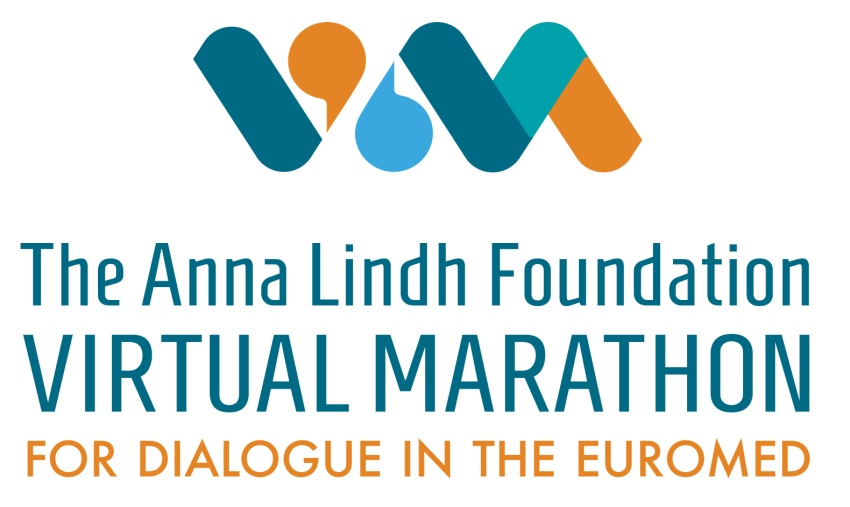 The Anna Lindh Foundation
VIRTUAL MARATHON
FOR DIALOGUE IN THE EUROMED